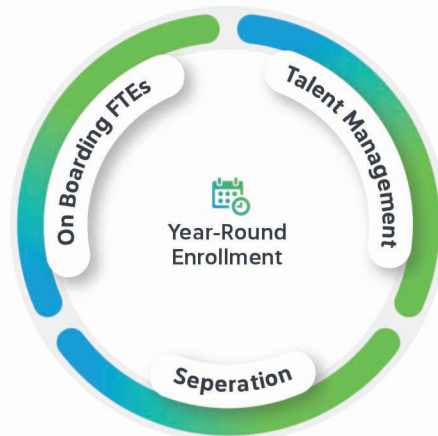 On Boarding FTEs
Talent Management
Year-Round
Enrollment
Seperation